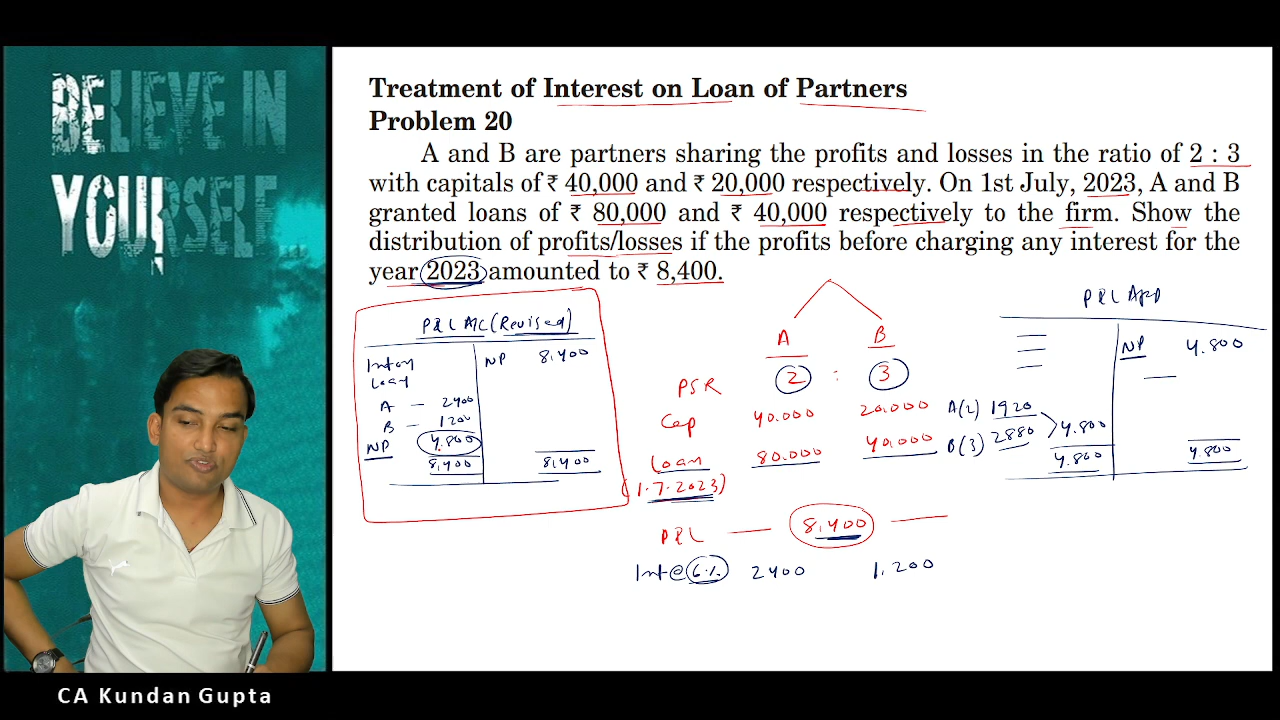 BELIEVE IN
YOURSELF
Treatment of Interest on Loan of Partners
Problem 20
A and B are partners sharing the profits and losses in the ratio of 2 : 3
with capitals of ₹ 40,000 and ₹ 20,000 respectively. On 1st July, 2023, A and B
granted loans of ₹ 80,000 and ₹ 40,000 respectively to the firm. Show the
distribution of profits/losses if the profits before charging any interest for the
year 2023 amounted to ₹ 8,400.
P&L A/C (Revised)
Int on NP 8,400
Loan
A — 2400
B — 1200
NP 4,800
8,400 8,400
A B
PSR 2 : 3
Cap 40.000 20.000
Loan 80.000 40.000
(1.7.2023)
P&L — 8,400 —
Int@6% 2400 1.200
P&L App
NP 4.800
A(2) 1920
B(3) 2880 4.800
4.800 4.800
CA Kundan Gupta